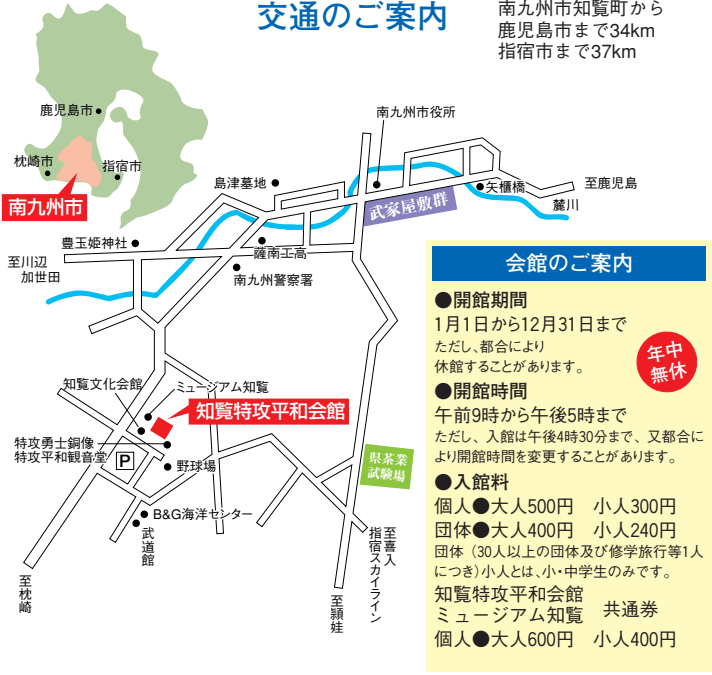 交通のご案内
南九州市知覧町から
鹿児島市まで34km
指宿市まで37km
鹿児島市
枕崎市
指宿市
南九州市
南九州市役所
島津墓地
矢櫃橋
至鹿児島
麓川
武家屋敷群
豊玉姫神社
薩南工高
至川辺
加世田
南九州警察署
知覧文化会館
ミュージアム知覧
知覧特攻平和会館
特攻勇士銅像
特攻平和観音堂
P
野球場
県茶業
試験場
B&G海洋センター
武道館
至枕崎
至喜入
指宿スカイライン
至頴娃
会館のご案内
●開館期間
1月1日から12月31日まで
ただし、都合により
休館することがあります。
年中
無休
●開館時間
午前9時から午後5時まで
ただし、入館は午後4時30分まで、又都合に
より開館時間を変更することがあります。
●入館料
個人●大人500円 小人300円
団体●大人400円 小人240円
団体（30人以上の団体及び修学旅行等1人
につき）小人とは、小・中学生のみです。
知覧特攻平和会館
ミュージアム知覧 共通券
個人●大人600円 小人400円